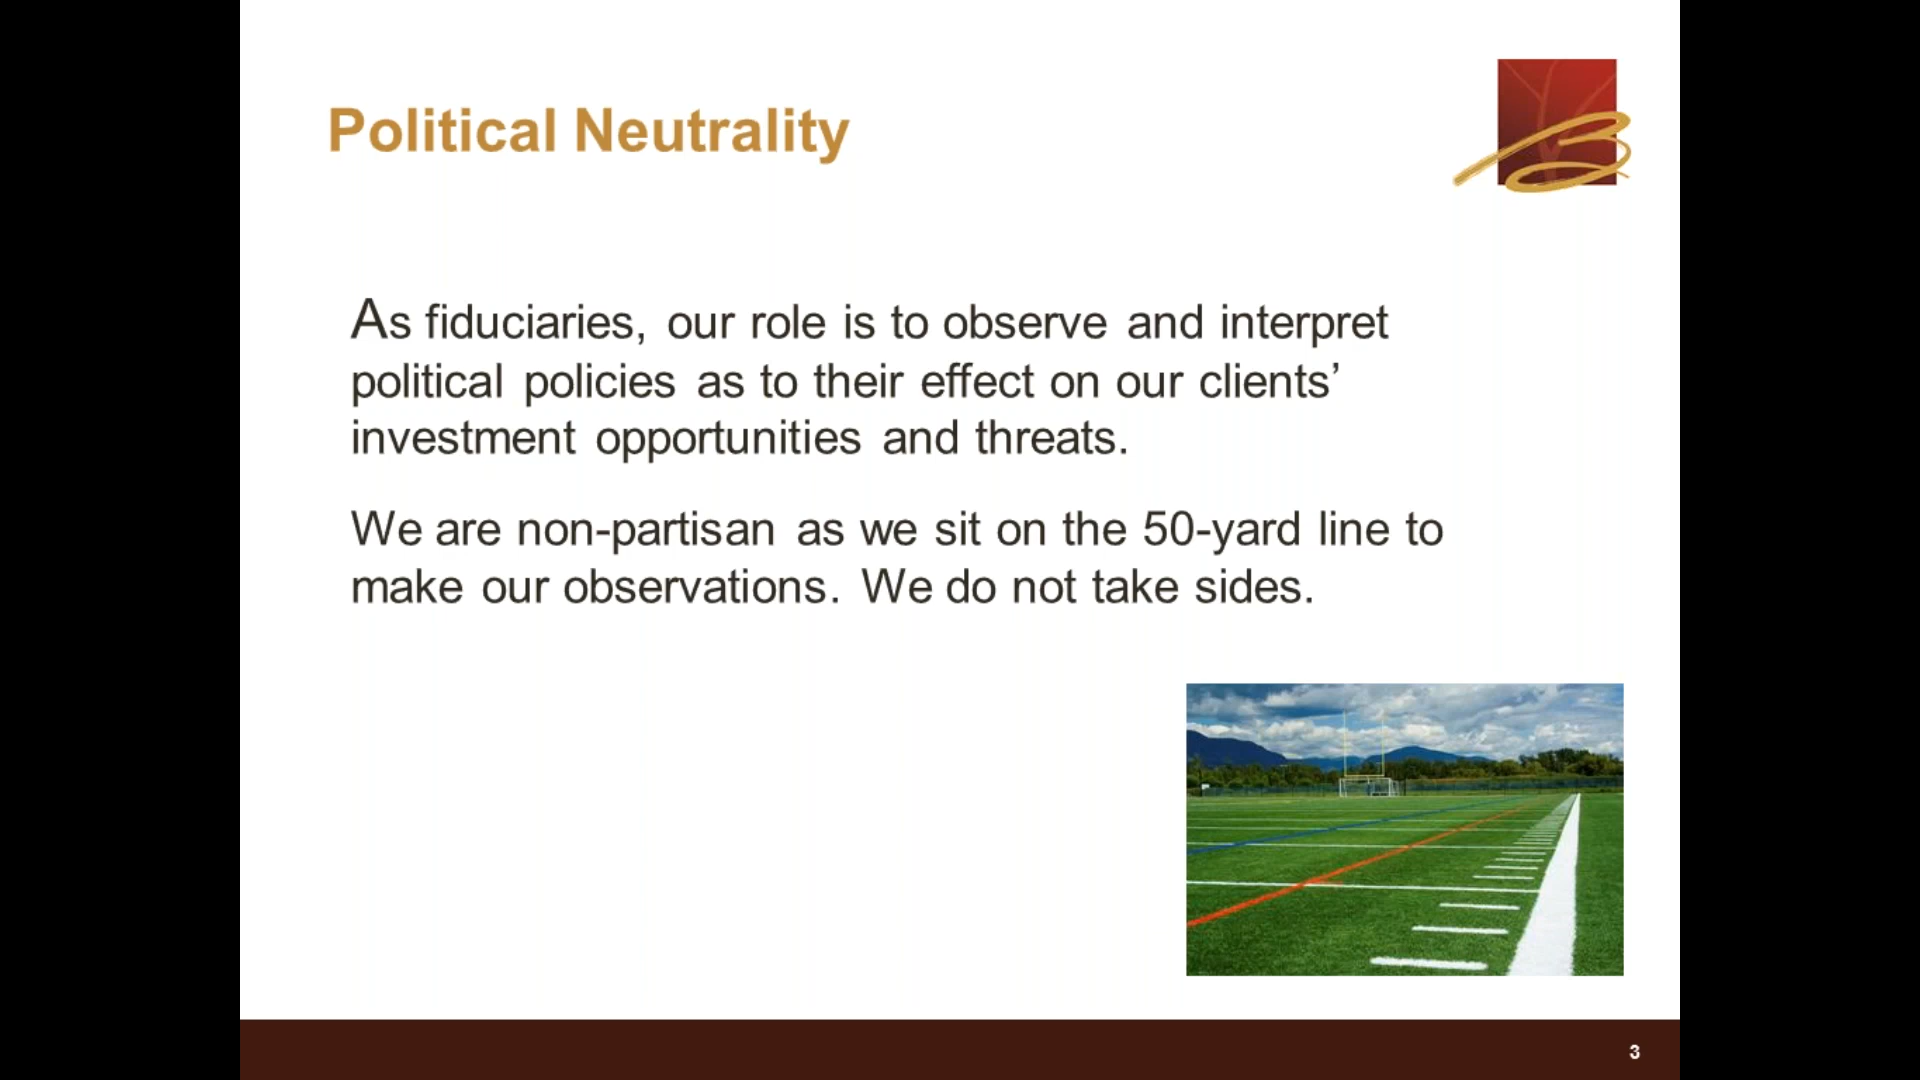 Political Neutrality
As fiduciaries, our role is to observe and interpret
political policies as to their effect on our clients’
investment opportunities and threats.
We are non-partisan as we sit on the 50-yard line to
make our observations. We do not take sides.
3